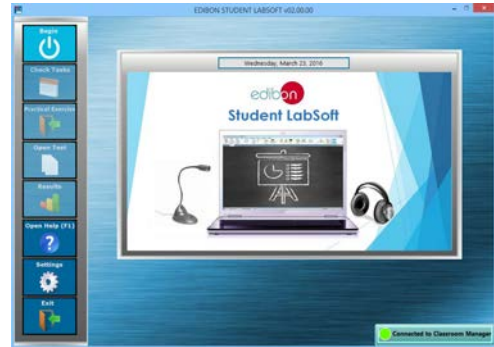 EDIBON STUDENT LABSOFT v02.00.00
Begin
Check Tasks
Practical Exercise
Open Test
Results
Open Help (F1)
Settings
Exit
Wednesday, March 23, 2016
edibon
Student LabSoft
Connected to Classroom Manager